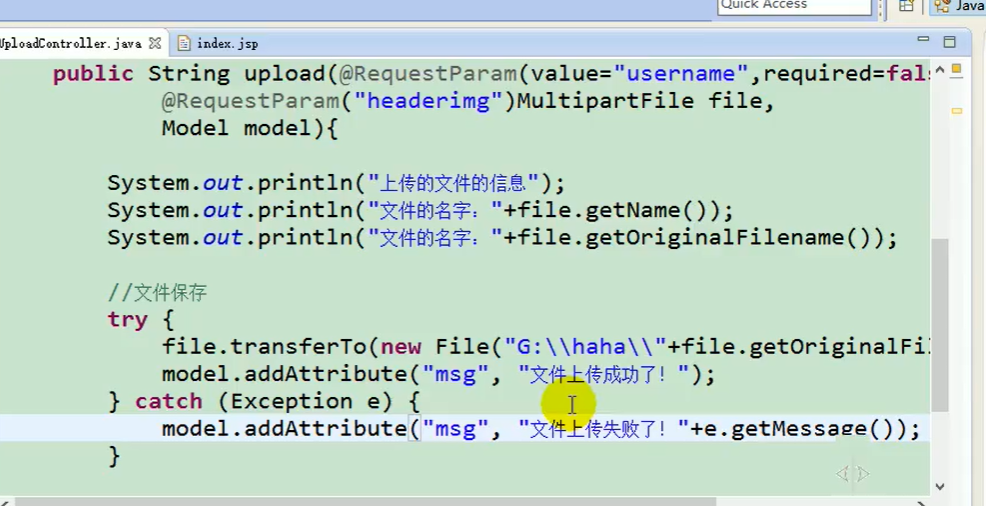 Quick Access
Java
UploadController.java
index.jsp
public String upload(@RequestParam(value="username",required=fal
@RequestParam("headerimg")MultipartFile file,
Model model){
System.out.println("上传的文件的信息");
System.out.println("文件的名字："+file.getName());
System.out.println("文件的名字："+file.getOriginalFilename());
//文件保存
try {
file.transferTo(new File("G:\\haha\\"+file.getOriginalFil
model.addAttribute("msg", "文件上传成功了！");
} catch (Exception e) {
model.addAttribute("msg", "文件上传失败了！"+e.getMessage());
}